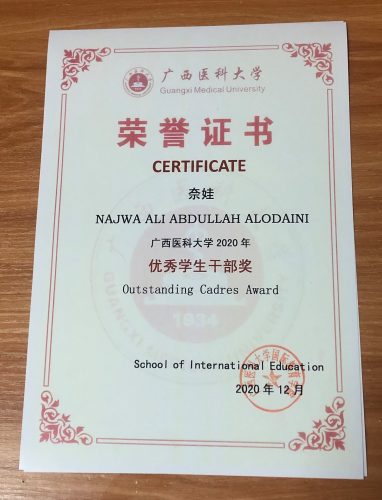 广西医科大学
Guangxi Medical University
荣誉证书
CERTIFICATE
奈娃
NAJWA ALI ABDULLAH ALODAINI
广西医科大学 2020 年
优秀学生干部奖
Outstanding Cadres Award
1934
School of International Education
2020 年 12 月